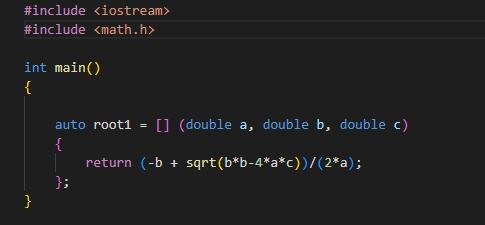 #include <iostream>
#include <math.h>
int main()
{
auto root1 = [] (double a, double b, double c)
{
return (-b + sqrt(b*b-4*a*c))/(2*a);
};
}